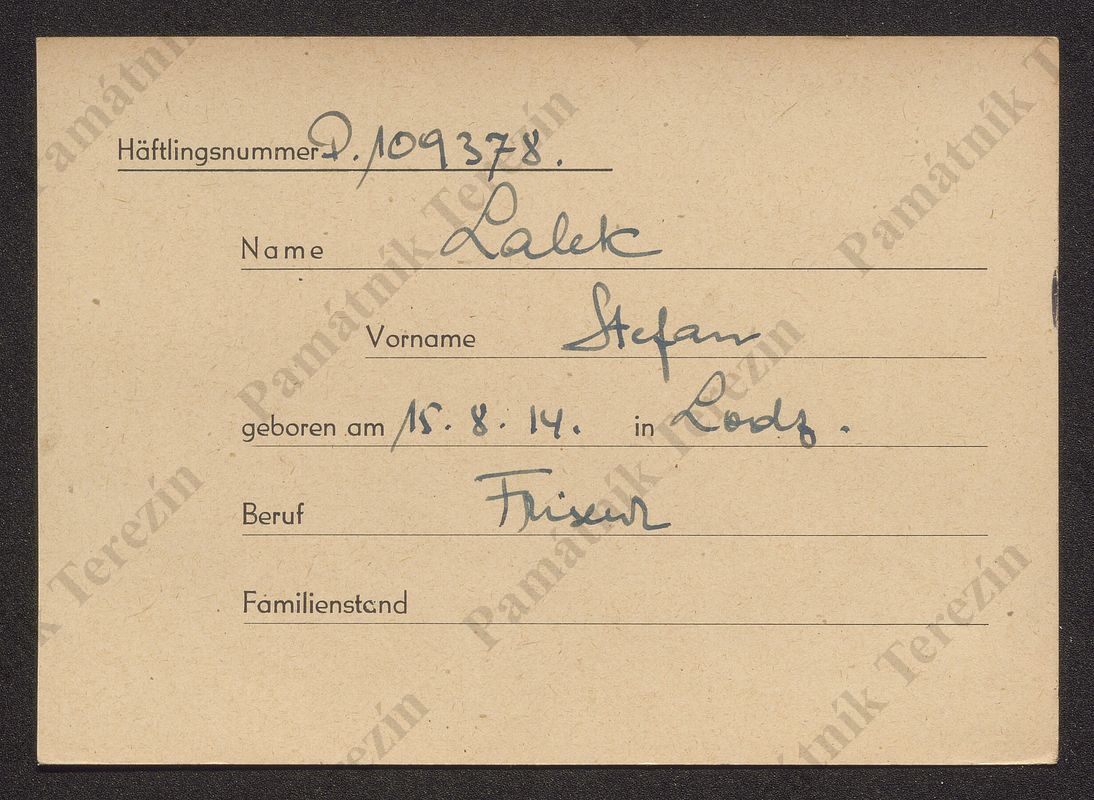 Häftlingsnummer P. 109378.
Name Lalek
Vorname Stefan
geboren am 15. 8. 14. in Lodz.
Beruf Friseur
Familienstand
Památník Terezín